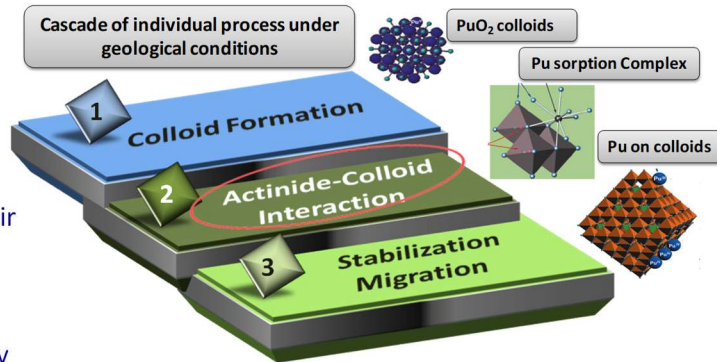 Cascade of individual process under
geological conditions
PuO₂ colloids
Pu sorption Complex
Pu on colloids
1
Colloid Formation
2
Actinide-Colloid
Interaction
3
Stabilization
Migration
ir